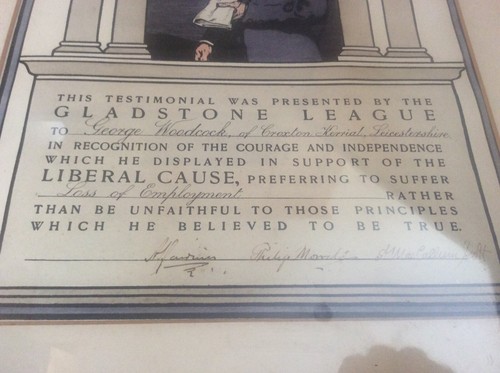 THIS TESTIMONIAL WAS PRESENTED BY THE
GLADSTONE LEAGUE
TO George Woodcock, of Croxton Kerrial, Leicestershire
IN RECOGNITION OF THE COURAGE AND INDEPENDENCE
WHICH HE DISPLAYED IN SUPPORT OF THE
LIBERAL CAUSE, PREFERRING TO SUFFER
Loss of Employment RATHER
THAN BE UNFAITHFUL TO THOSE PRINCIPLES
WHICH HE BELIEVED TO BE TRUE.
Philip Morrell